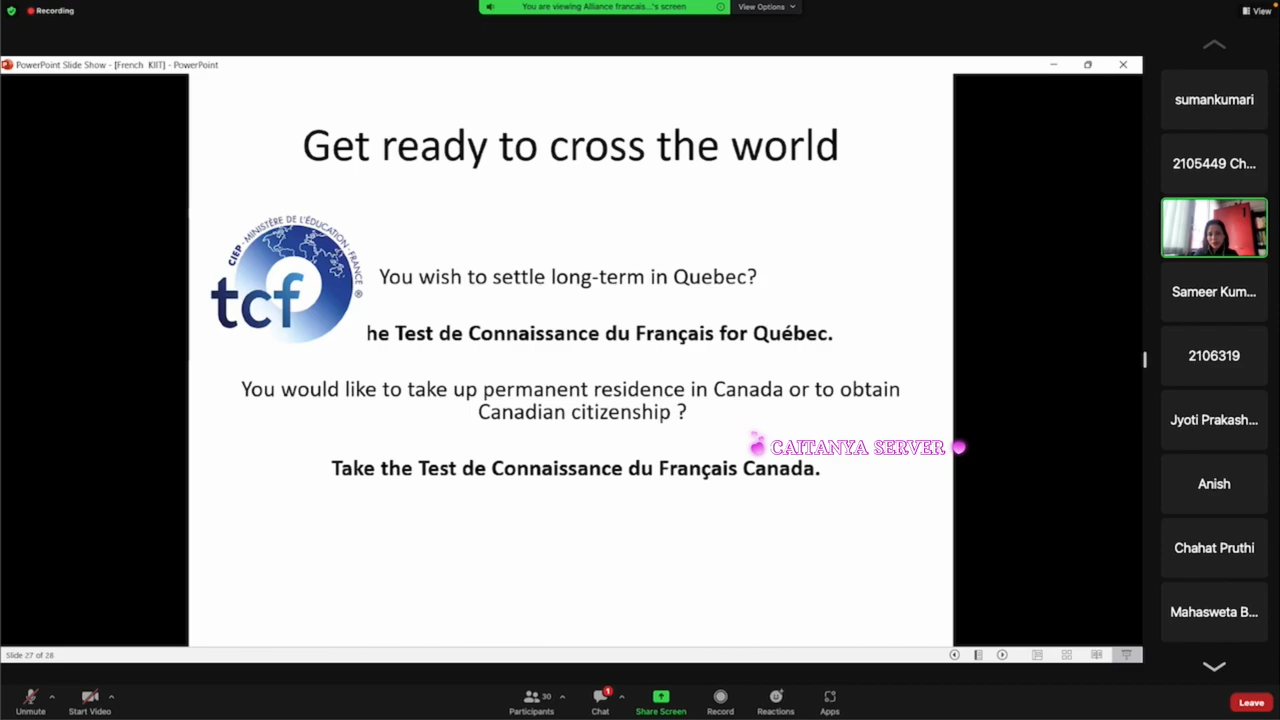 Recording
You are viewing Alliance francais...'s screen
View Options
View
PowerPoint Slide Show - [French KIIT] - PowerPoint
Get ready to cross the world
CIEP - MINISTÈRE DE L'ÉDUCATION - FRANCE
tcf
®
You wish to settle long-term in Quebec?
he Test de Connaissance du Français for Québec.
You would like to take up permanent residence in Canada or to obtain
Canadian citizenship ?
CAITANYA SERVER
Take the Test de Connaissance du Français Canada.
sumankumari
2105449 Ch...
Sameer Kum...
2106319
Jyoti Prakash...
Anish
Chahat Pruthi
Mahasweta B...
Slide 27 of 28
Unmute
Start Video
30
Participants
1
Chat
Share Screen
Record
Reactions
Apps
Leave